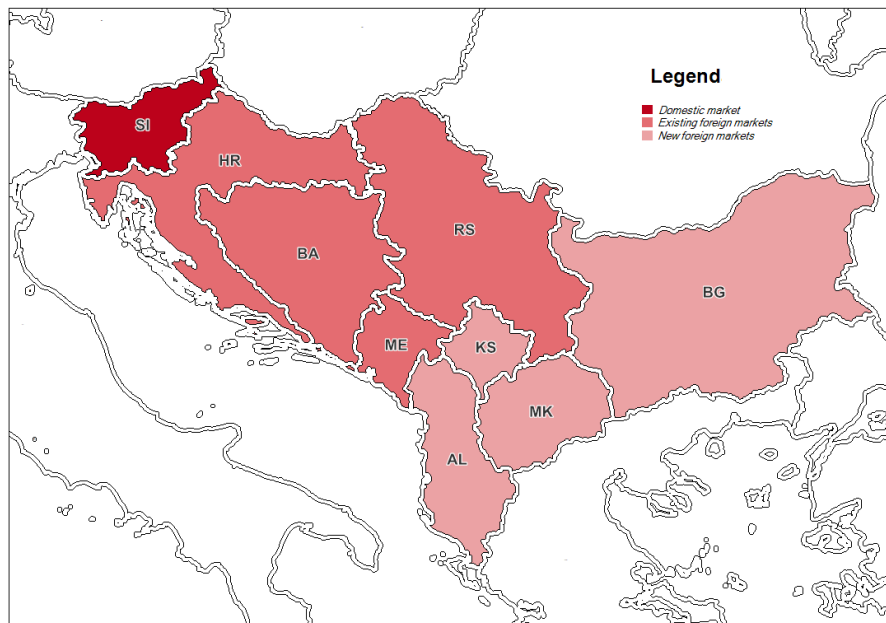 Legend
Domestic market
Existing foreign markets
New foreign markets
SI
HR
RS
BA
BG
ME
KS
MK
AL